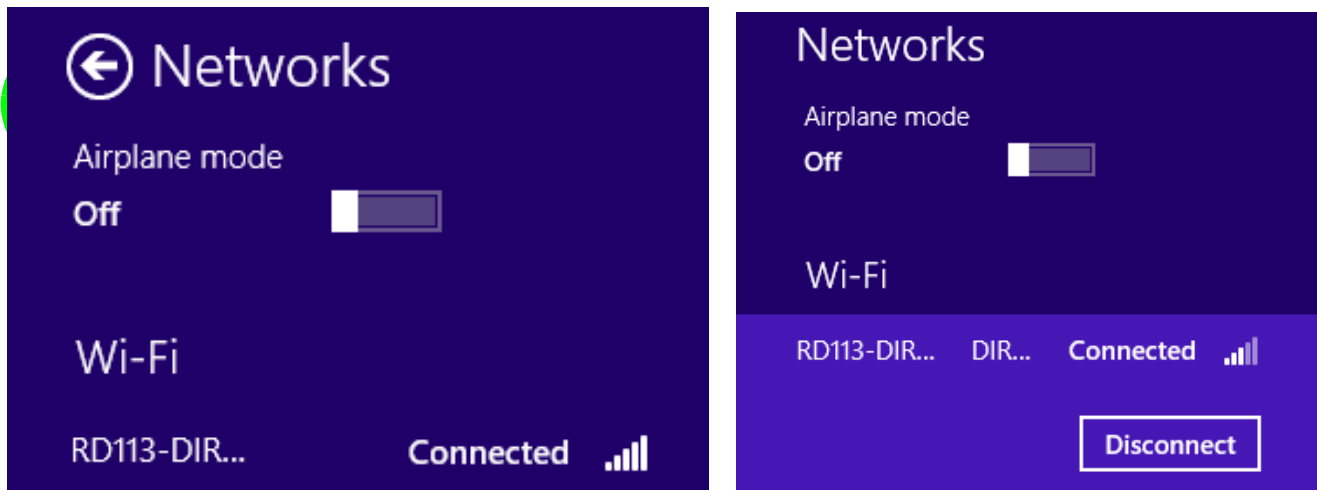 Networks
Airplane mode
Off
Wi-Fi
RD113-DIR... Connected
Networks
Airplane mode
Off
Wi-Fi
RD113-DIR... DIR... Connected
Disconnect